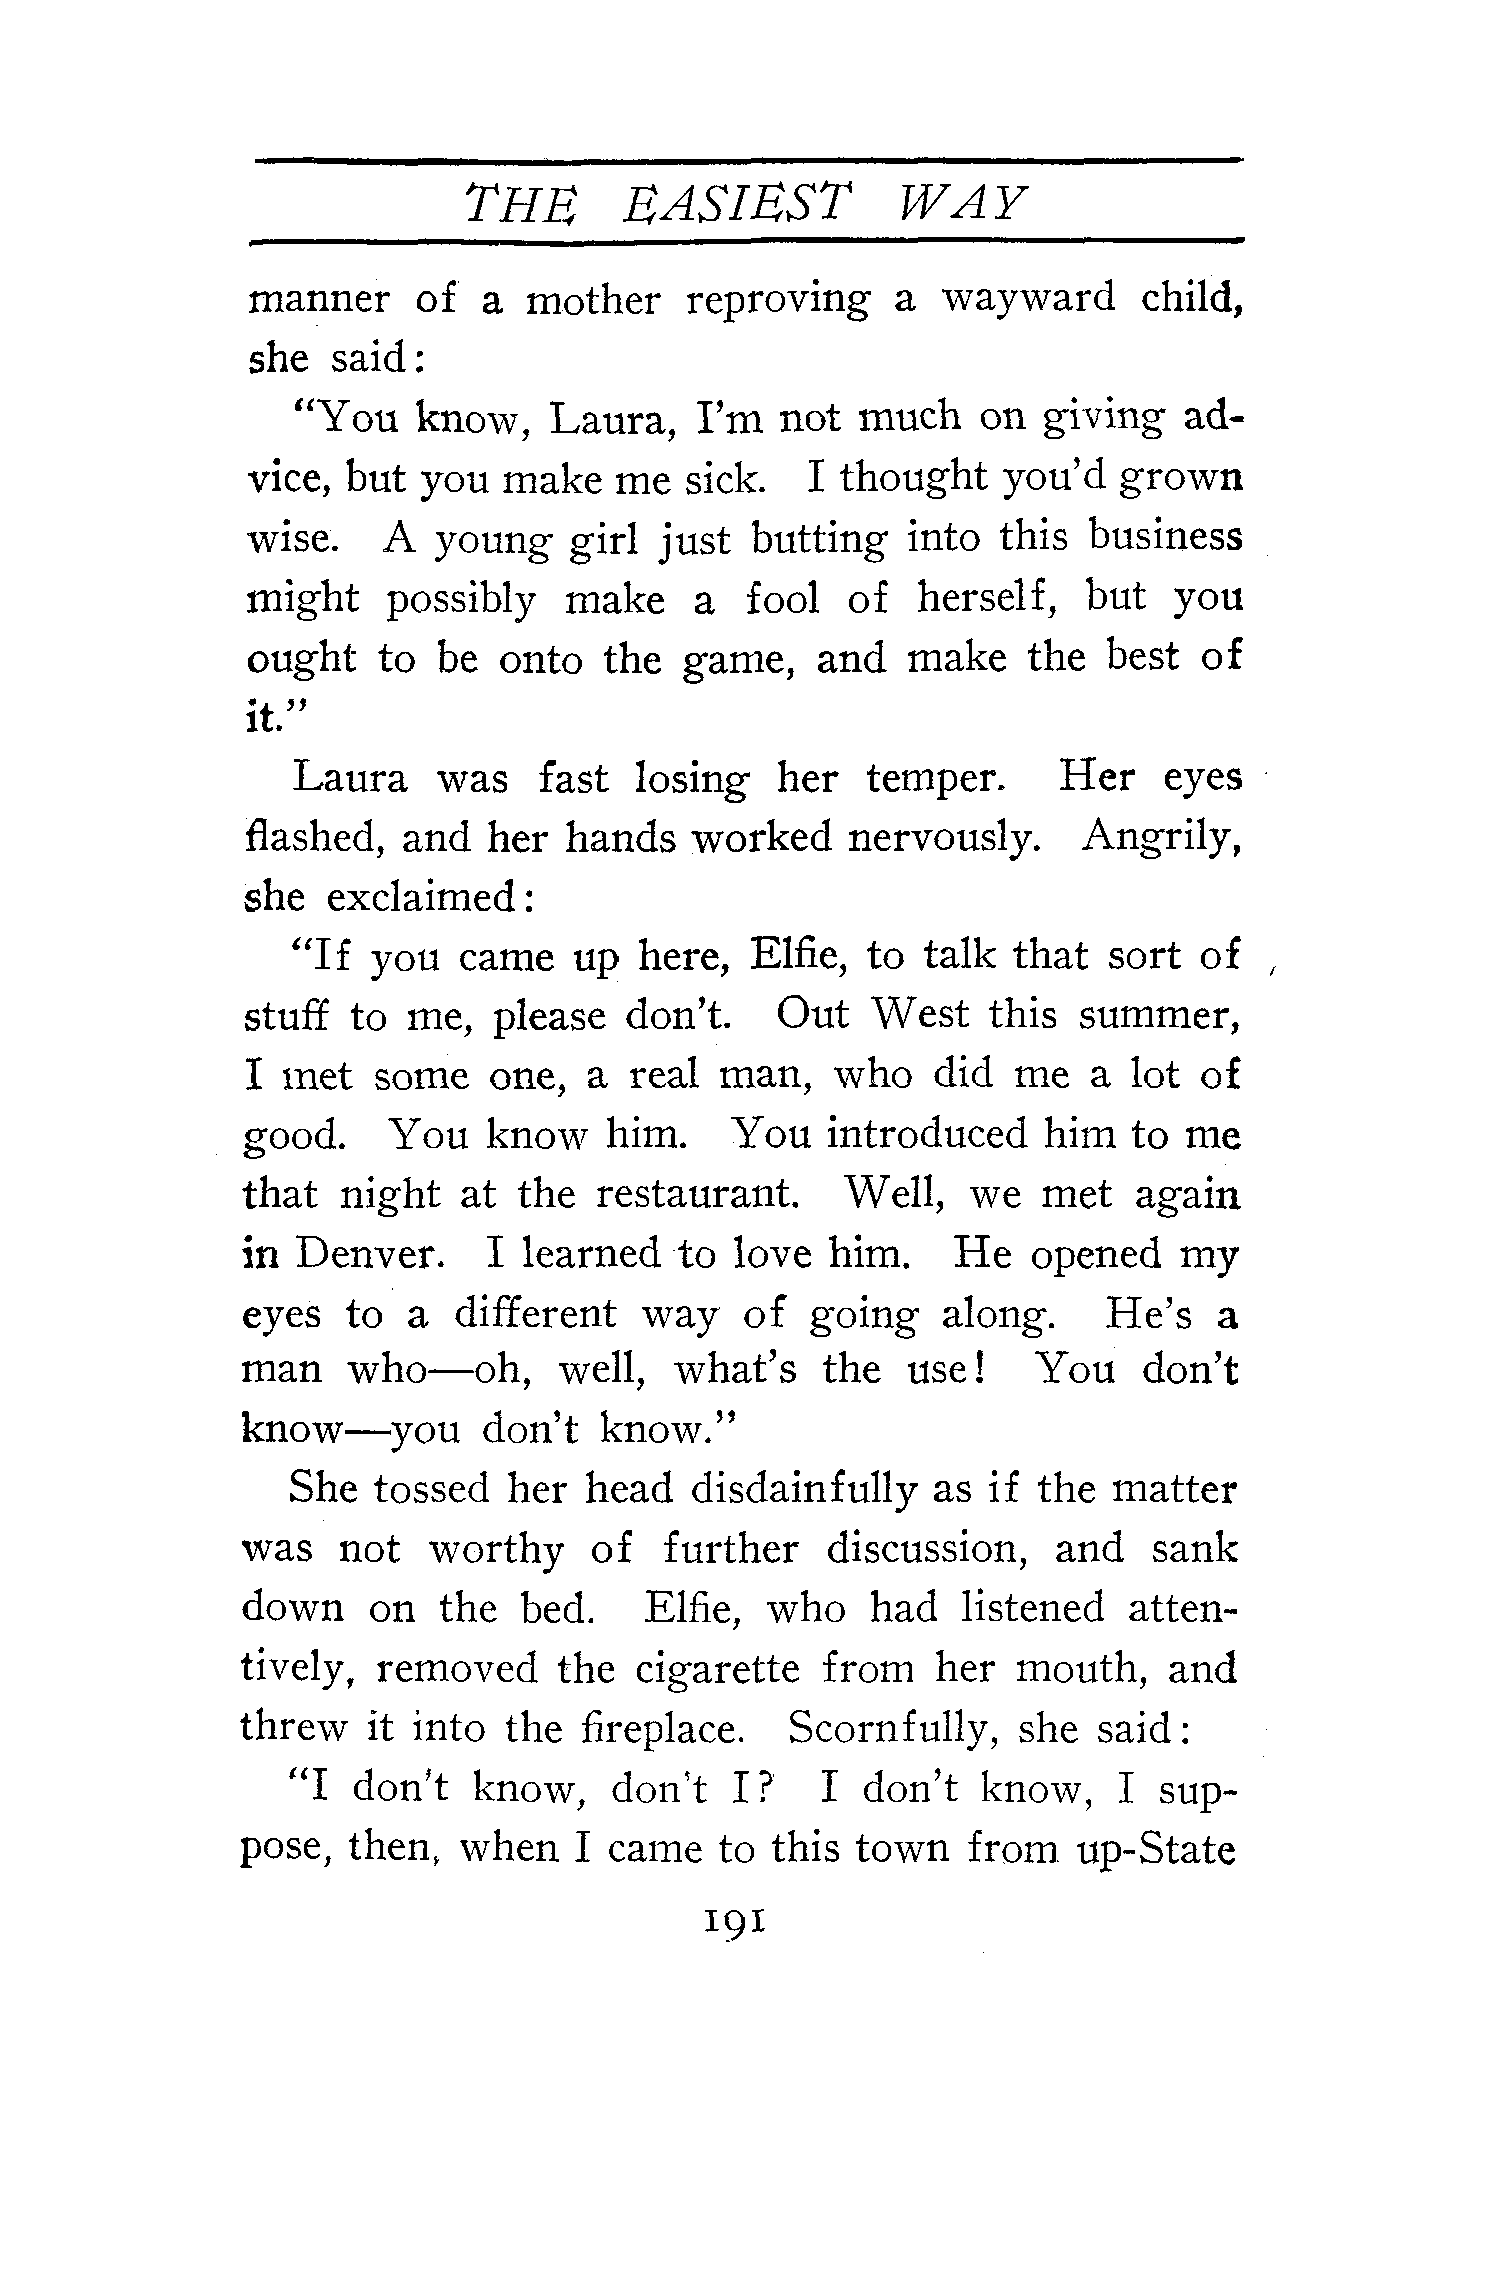 THE EASIEST WAY
manner of a mother reproving a wayward child,
she said:
"You know, Laura, I'm not much on giving ad-
vice, but you make me sick. I thought you'd grown
wise. A young girl just butting into this business
might possibly make a fool of herself, but you
ought to be onto the game, and make the best of
it."
Laura was fast losing her temper. Her eyes
flashed, and her hands worked nervously. Angrily,
she exclaimed:
"If you came up here, Elfie, to talk that sort of
stuff to me, please don't. Out West this summer,
I met some one, a real man, who did me a lot of
good. You know him. You introduced him to me
that night at the restaurant. Well, we met again
in Denver. I learned to love him. He opened my
eyes to a different way of going along. He's a
man who—oh, well, what's the use! You don't
know—you don't know."
She tossed her head disdainfully as if the matter
was not worthy of further discussion, and sank
down on the bed. Elfie, who had listened atten-
tively, removed the cigarette from her mouth, and
threw it into the fireplace. Scornfully, she said:
"I don't know, don't I? I don't know, I sup-
pose, then, when I came to this town from up-State
191